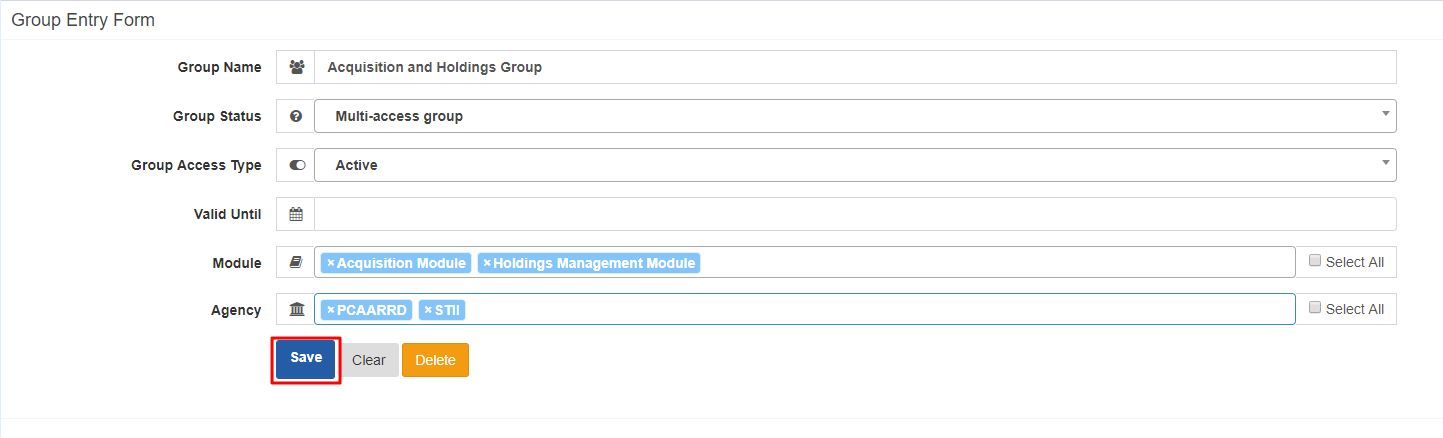 Group Entry Form
Group Name Acquisition and Holdings Group
Group Status Multi-access group
Group Access Type Active
Valid Until
Module ×Acquisition Module ×Holdings Management Module Select All
Agency ×PCAARRD ×STII Select All
Save Clear Delete